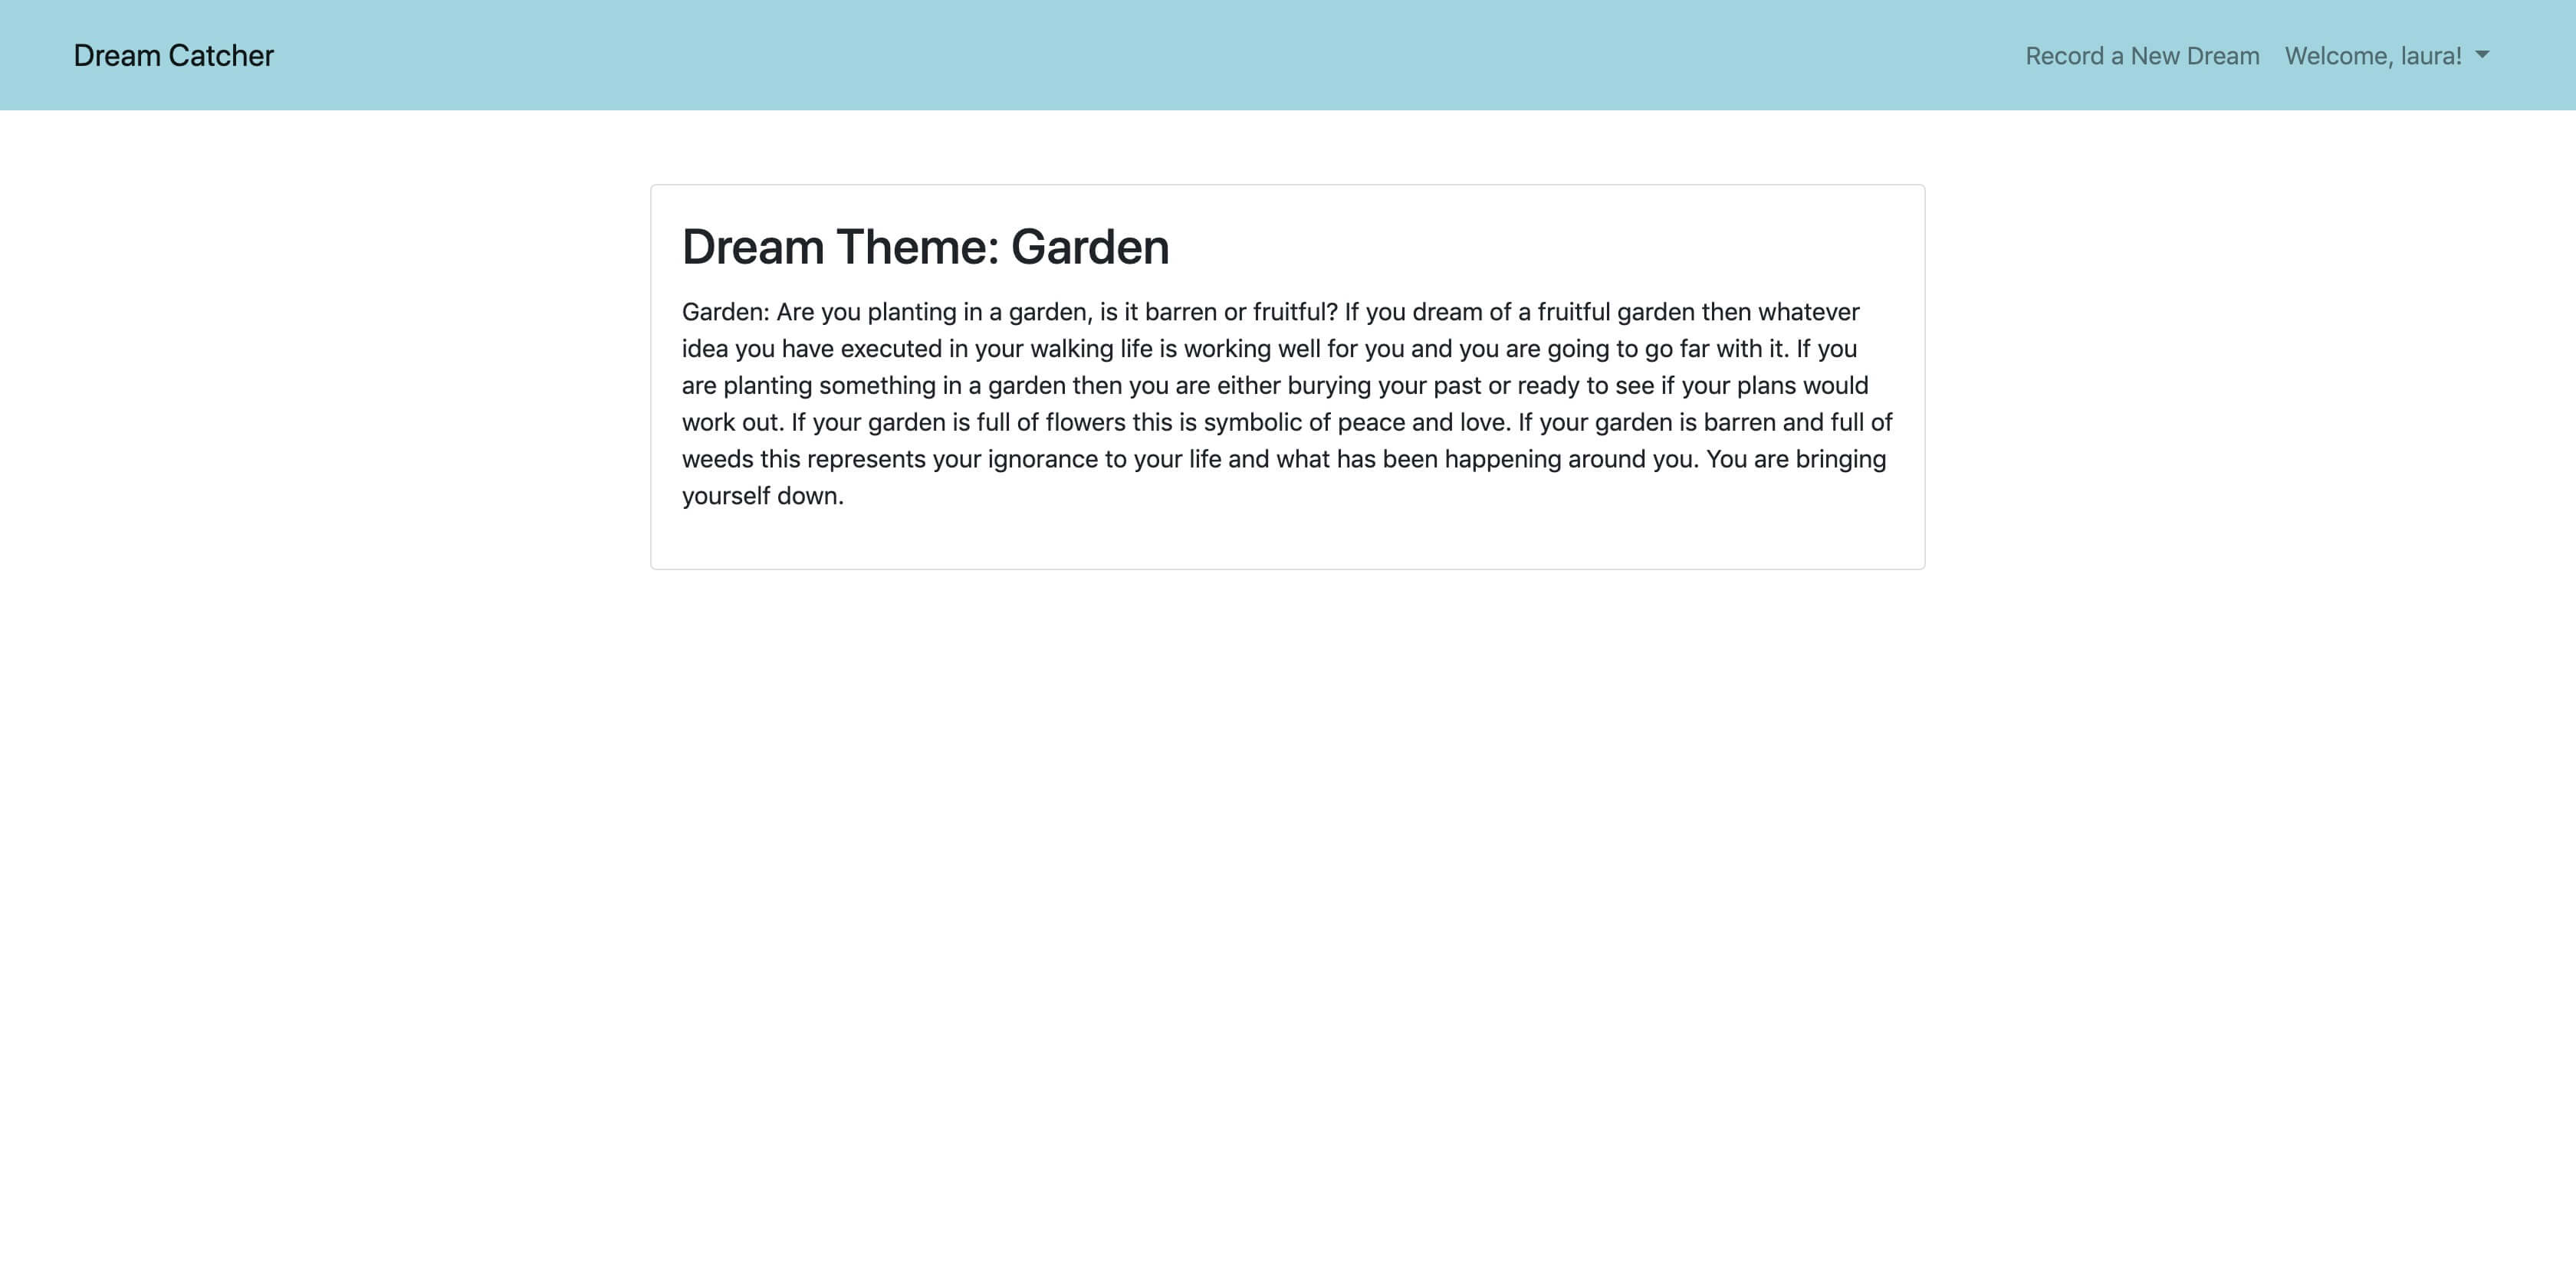 Dream Catcher
Record a New Dream
Welcome, laura!
Dream Theme: Garden
Garden: Are you planting in a garden, is it barren or fruitful? If you dream of a fruitful garden then whatever
idea you have executed in your walking life is working well for you and you are going to go far with it. If you
are planting something in a garden then you are either burying your past or ready to see if your plans would
work out. If your garden is full of flowers this is symbolic of peace and love. If your garden is barren and full of
weeds this represents your ignorance to your life and what has been happening around you. You are bringing
yourself down.